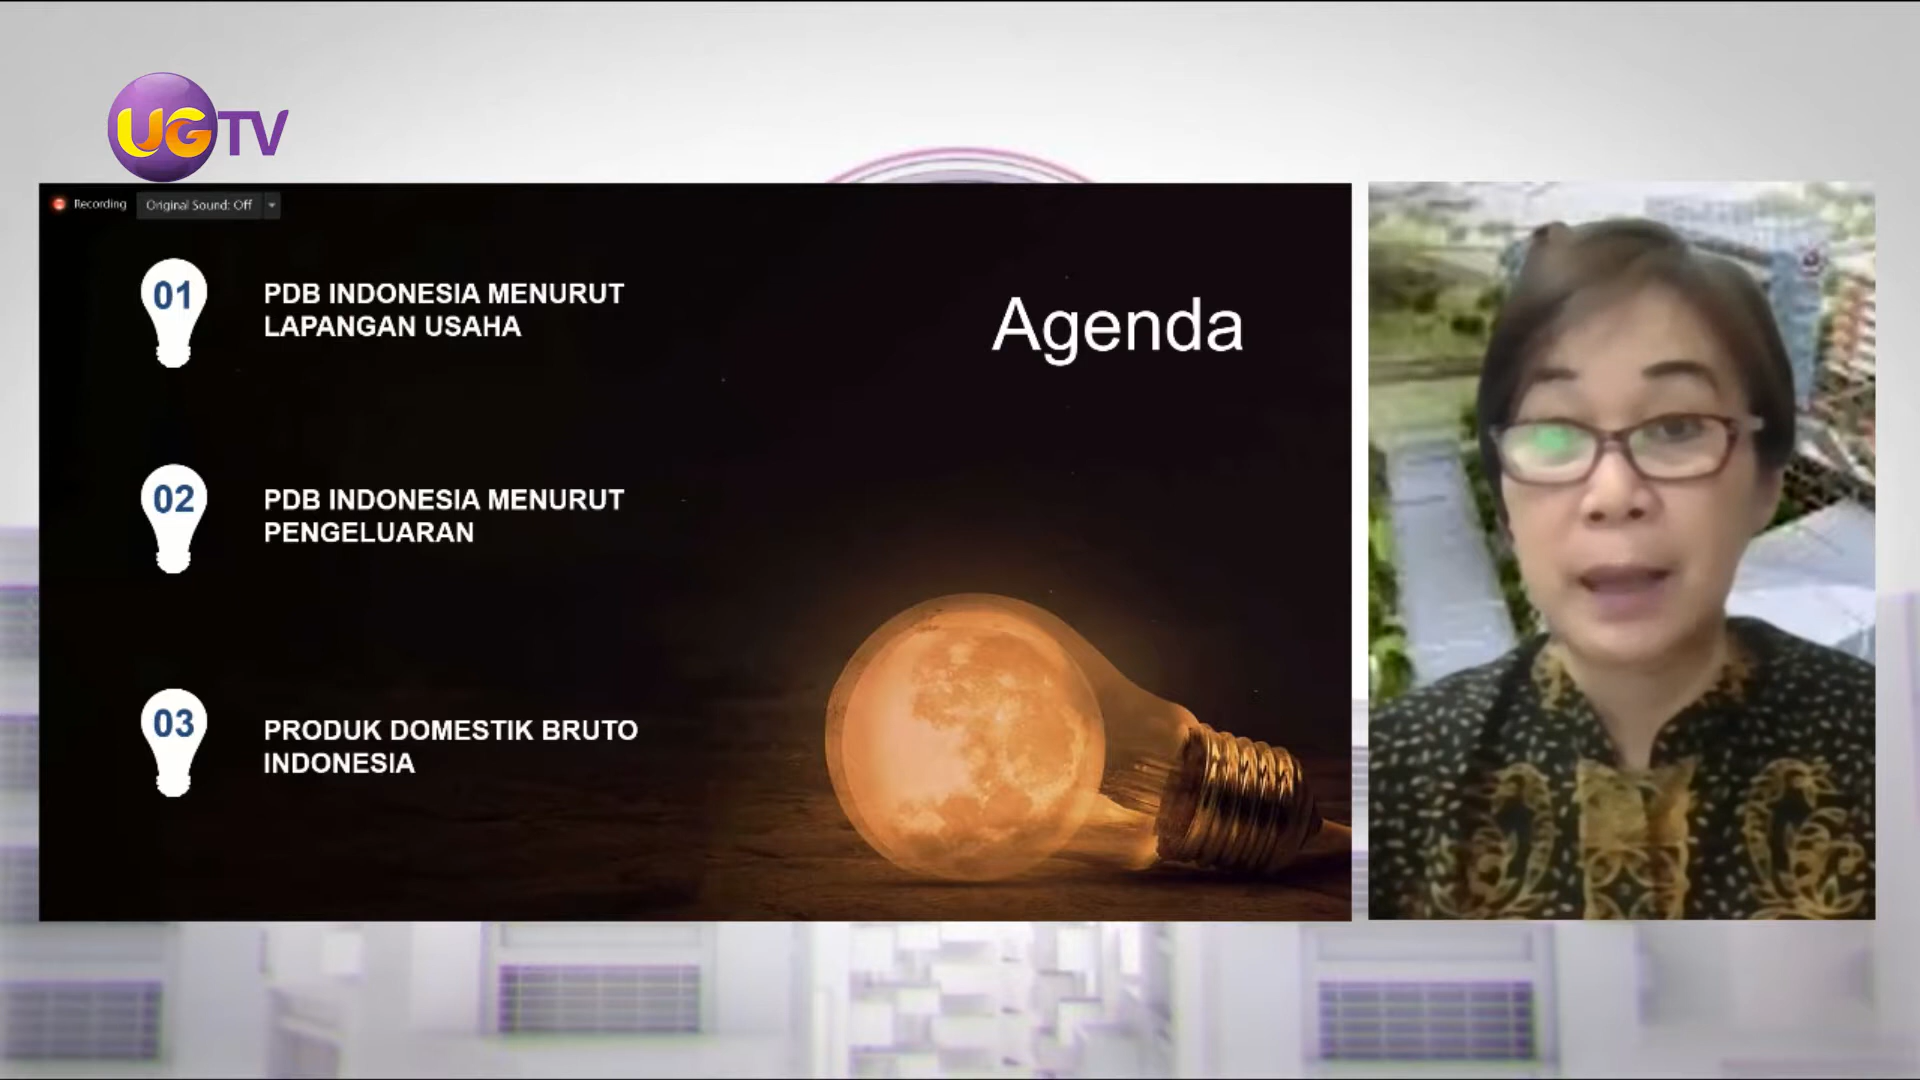 UGTV
Recording
Original Sound: Off
01
PDB INDONESIA MENURUT
LAPANGAN USAHA
Agenda
02
PDB INDONESIA MENURUT
PENGELUARAN
03
PRODUK DOMESTIK BRUTO
INDONESIA